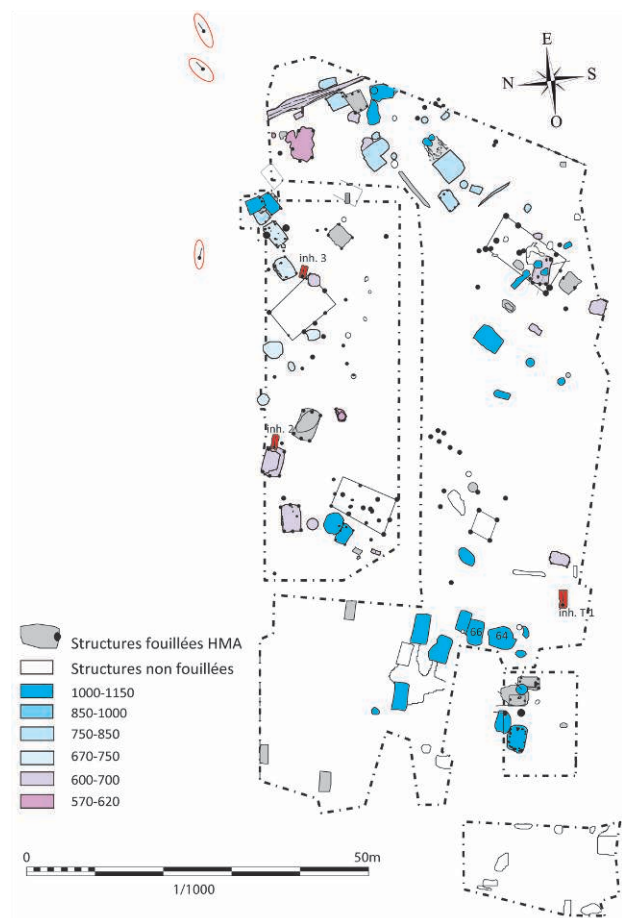 E
N
S
O
inh. 3
inh. 2
inh. T 1
66
64
Structures fouillées HMA
Structures non fouillées
1000-1150
850-1000
750-850
670-750
600-700
570-620
0
50m
1/1000